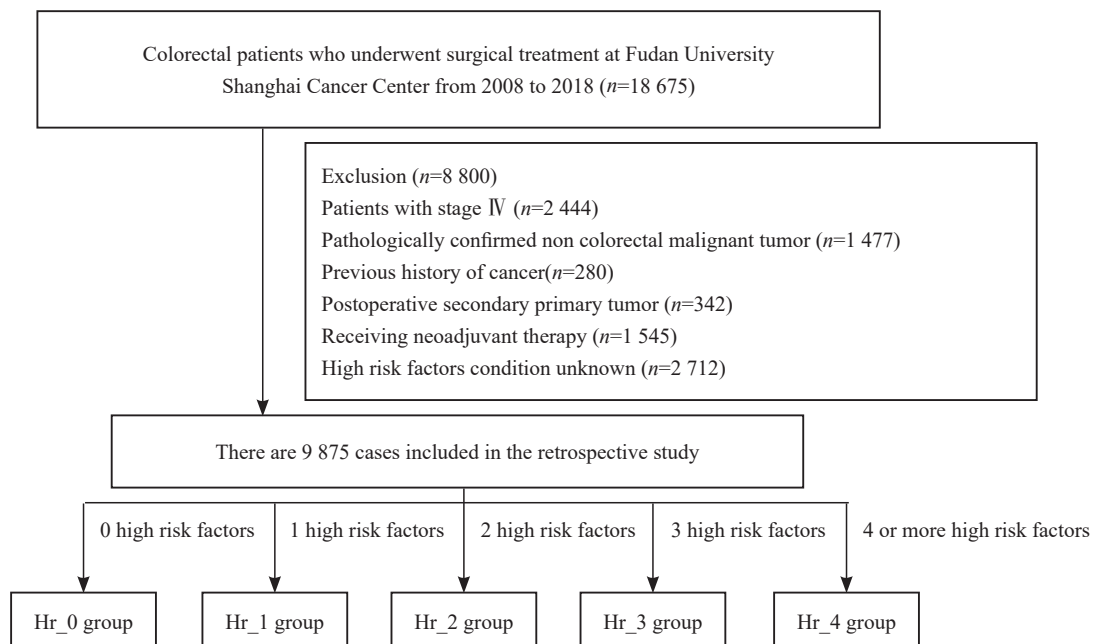 Colorectal patients who underwent surgical treatment at Fudan University
Shanghai Cancer Center from 2008 to 2018 (n=18 675)
Exclusion (n=8 800)
Patients with stage Ⅳ (n=2 444)
Pathologically confirmed non colorectal malignant tumor (n=1 477)
Previous history of cancer(n=280)
Postoperative secondary primary tumor (n=342)
Receiving neoadjuvant therapy (n=1 545)
High risk factors condition unknown (n=2 712)
There are 9 875 cases included in the retrospective study
0 high risk factors
1 high risk factors
2 high risk factors
3 high risk factors
4 or more high risk factors
Hr_0 group
Hr_1 group
Hr_2 group
Hr_3 group
Hr_4 group